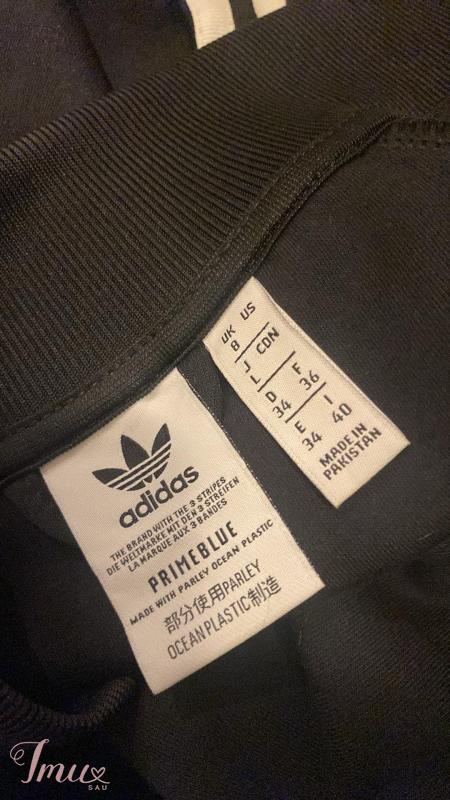 adidas
THE BRAND WITH THE 3 STRIPES
DIE WELTMARKE MIT DEN 3 STREIFEN
LA MARQUE AUX 3 BANDES
PRIMEBLUE
MADE WITH PARLEY OCEAN PLASTIC
部分使用PARLEY
OCEAN PLASTIC制造
UK US
8
J CDN
L
D F
34 36
E I
34 40
MADE IN
PAKISTAN
Imu
SAU